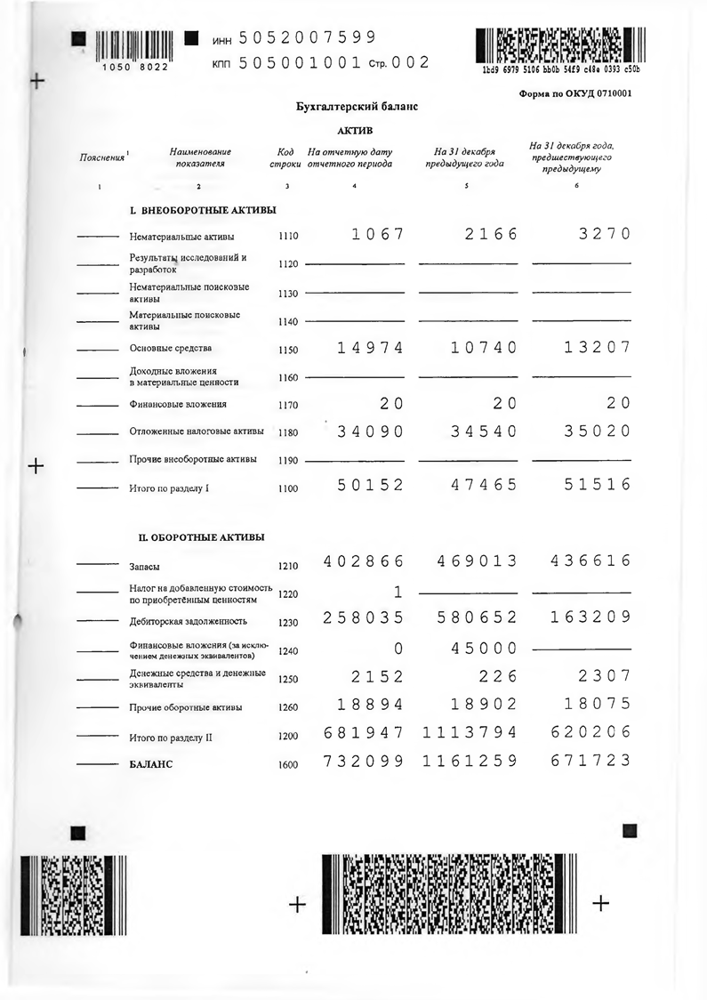 1050 8022
ИНН 5052007599
КПП 505001001 Стр. 002
1bd9 6979 5106 bb0b 54f9 c48e 0393 c50b
Форма по ОКУД 0710001
Бухгалтерский баланс
АКТИВ
Пояснения 1 Наименование показателя Код строки На отчетную дату отчетного периода На 31 декабря предыдущего года На 31 декабря года, предшествующего предыдущему
1 2 3 4 5 6
I. ВНЕОБОРОТНЫЕ АКТИВЫ
Нематериальные активы 1110 1067 2166 3270
Результаты исследований и
разработок 1120
Нематериальные поисковые
активы 1130
Материальные поисковые
активы 1140
Основные средства 1150 14974 10740 13207
Доходные вложения
в материальные ценности 1160
Финансовые вложения 1170 20 20 20
Отложенные налоговые активы 1180 34090 34540 35020
Прочие внеоборотные активы 1190
Итого по разделу I 1100 50152 47465 51516
II. ОБОРОТНЫЕ АКТИВЫ
Запасы 1210 402866 469013 436616
Налог на добавленную стоимость
по приобретённым ценностям 1220 1
Дебиторская задолженность 1230 258035 580652 163209
Финансовые вложения (за исклю-
чением денежных эквивалентов) 1240 0 45000
Денежные средства и денежные
эквиваленты 1250 2152 226 2307
Прочие оборотные активы 1260 18894 18902 18075
Итого по разделу II 1200 681947 1113794 620206
БАЛАНС 1600 732099 1161259 671723